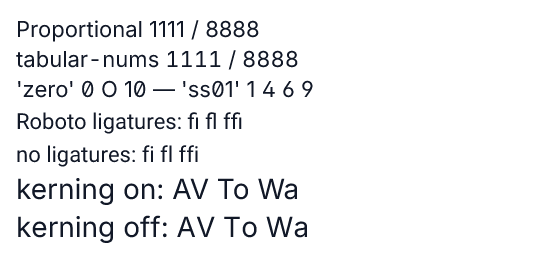 Proportional 1111 / 8888
tabular-nums 1111 / 8888
'zero' 0 O 10 — 'ss01' 1 4 6 9
Roboto ligatures: fi fl ffi
no ligatures: fi fl ffi
kerning on: AV To Wa
kerning off: AV To Wa